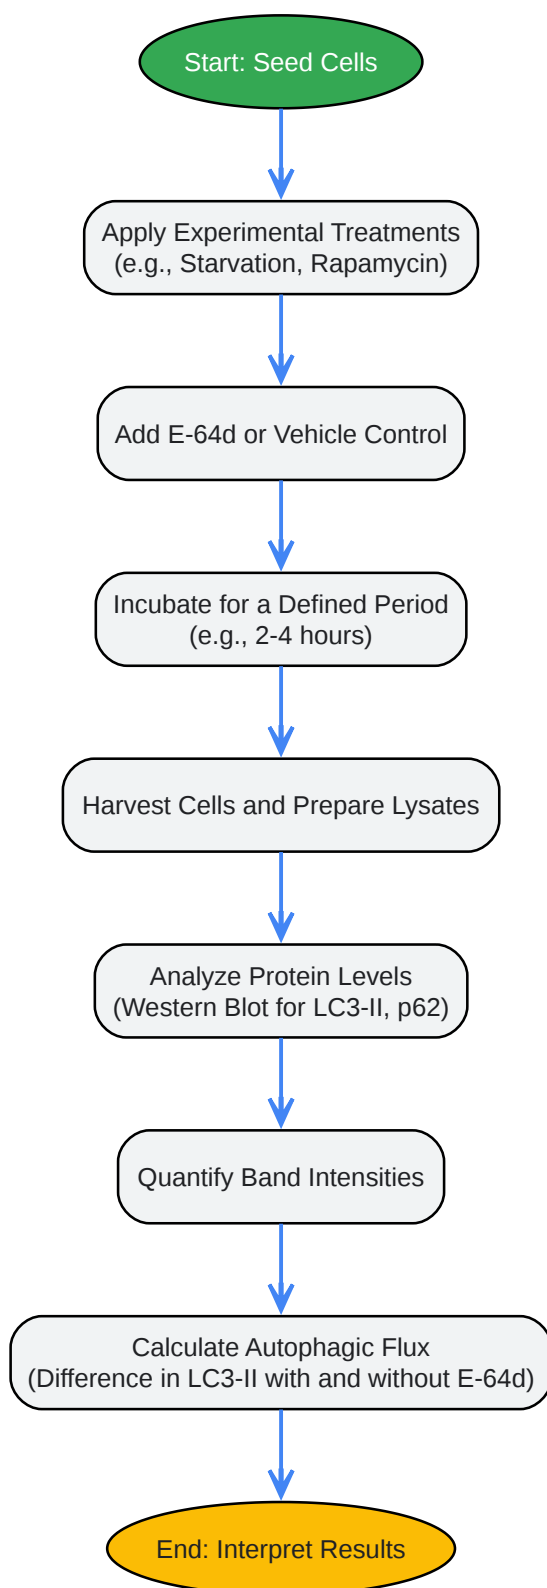 Start: Seed Cells
Apply Experimental Treatments
(e.g., Starvation, Rapamycin)
Add E-64d or Vehicle Control
Incubate for a Defined Period
(e.g., 2-4 hours)
Harvest Cells and Prepare Lysates
Analyze Protein Levels
(Western Blot for LC3-II, p62)
Quantify Band Intensities
Calculate Autophagic Flux
(Difference in LC3-II with and without E-64d)
End: Interpret Results